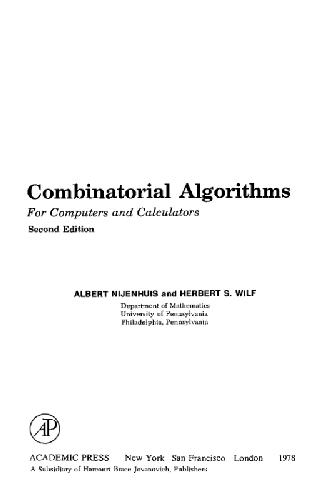 Combinatorial Algorithms
For Computers and Calculators
Second Edition
ALBERT NIJENHUIS and HERBERT S. WILF
Department of Mathematics
University of Pennsylvania
Philadelphia, Pennsylvania
AP
ACADEMIC PRESS New York San Francisco London 1978
A Subsidiary of Harcourt Brace Jovanovich, Publishers